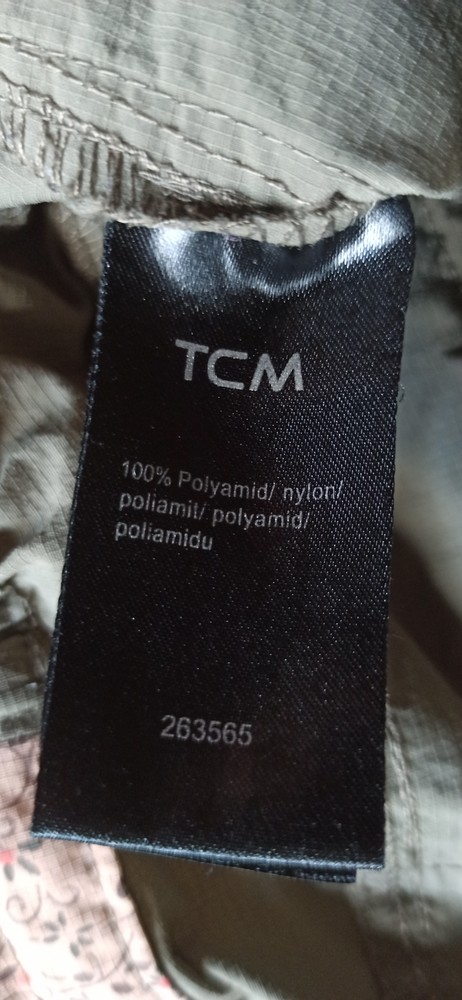 TCM
100% Polyamid/ nylon/
poliamit/ polyamid/
poliamidu
263565